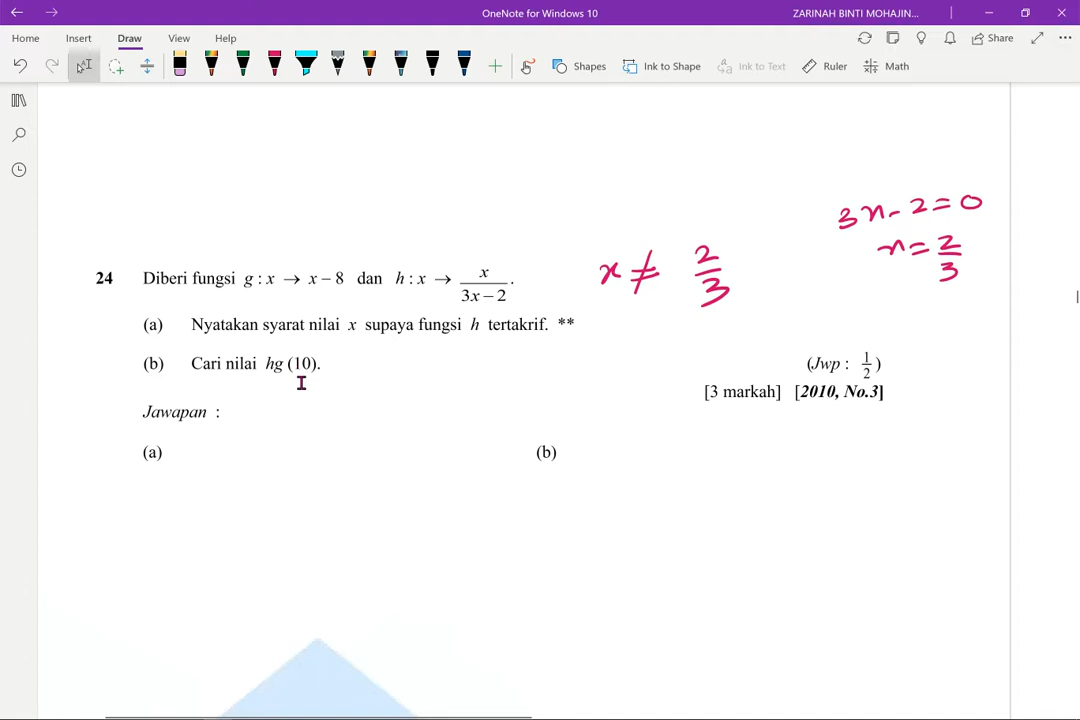 OneNote for Windows 10
ZARINAH BINTI MOHAJIN...
Home Insert Draw View Help
Share
Shapes Ink to Shape Ink to Text Ruler Math
3x - 2 = 0
x = 2/3
24 Diberi fungsi g : x → x − 8 dan h : x → x/(3x − 2). x ≠ 2/3
(a) Nyatakan syarat nilai x supaya fungsi h tertakrif. **
(b) Cari nilai hg (10). (Jwp : 1/2)
[3 markah] [2010, No.3]
Jawapan :
(a) (b)